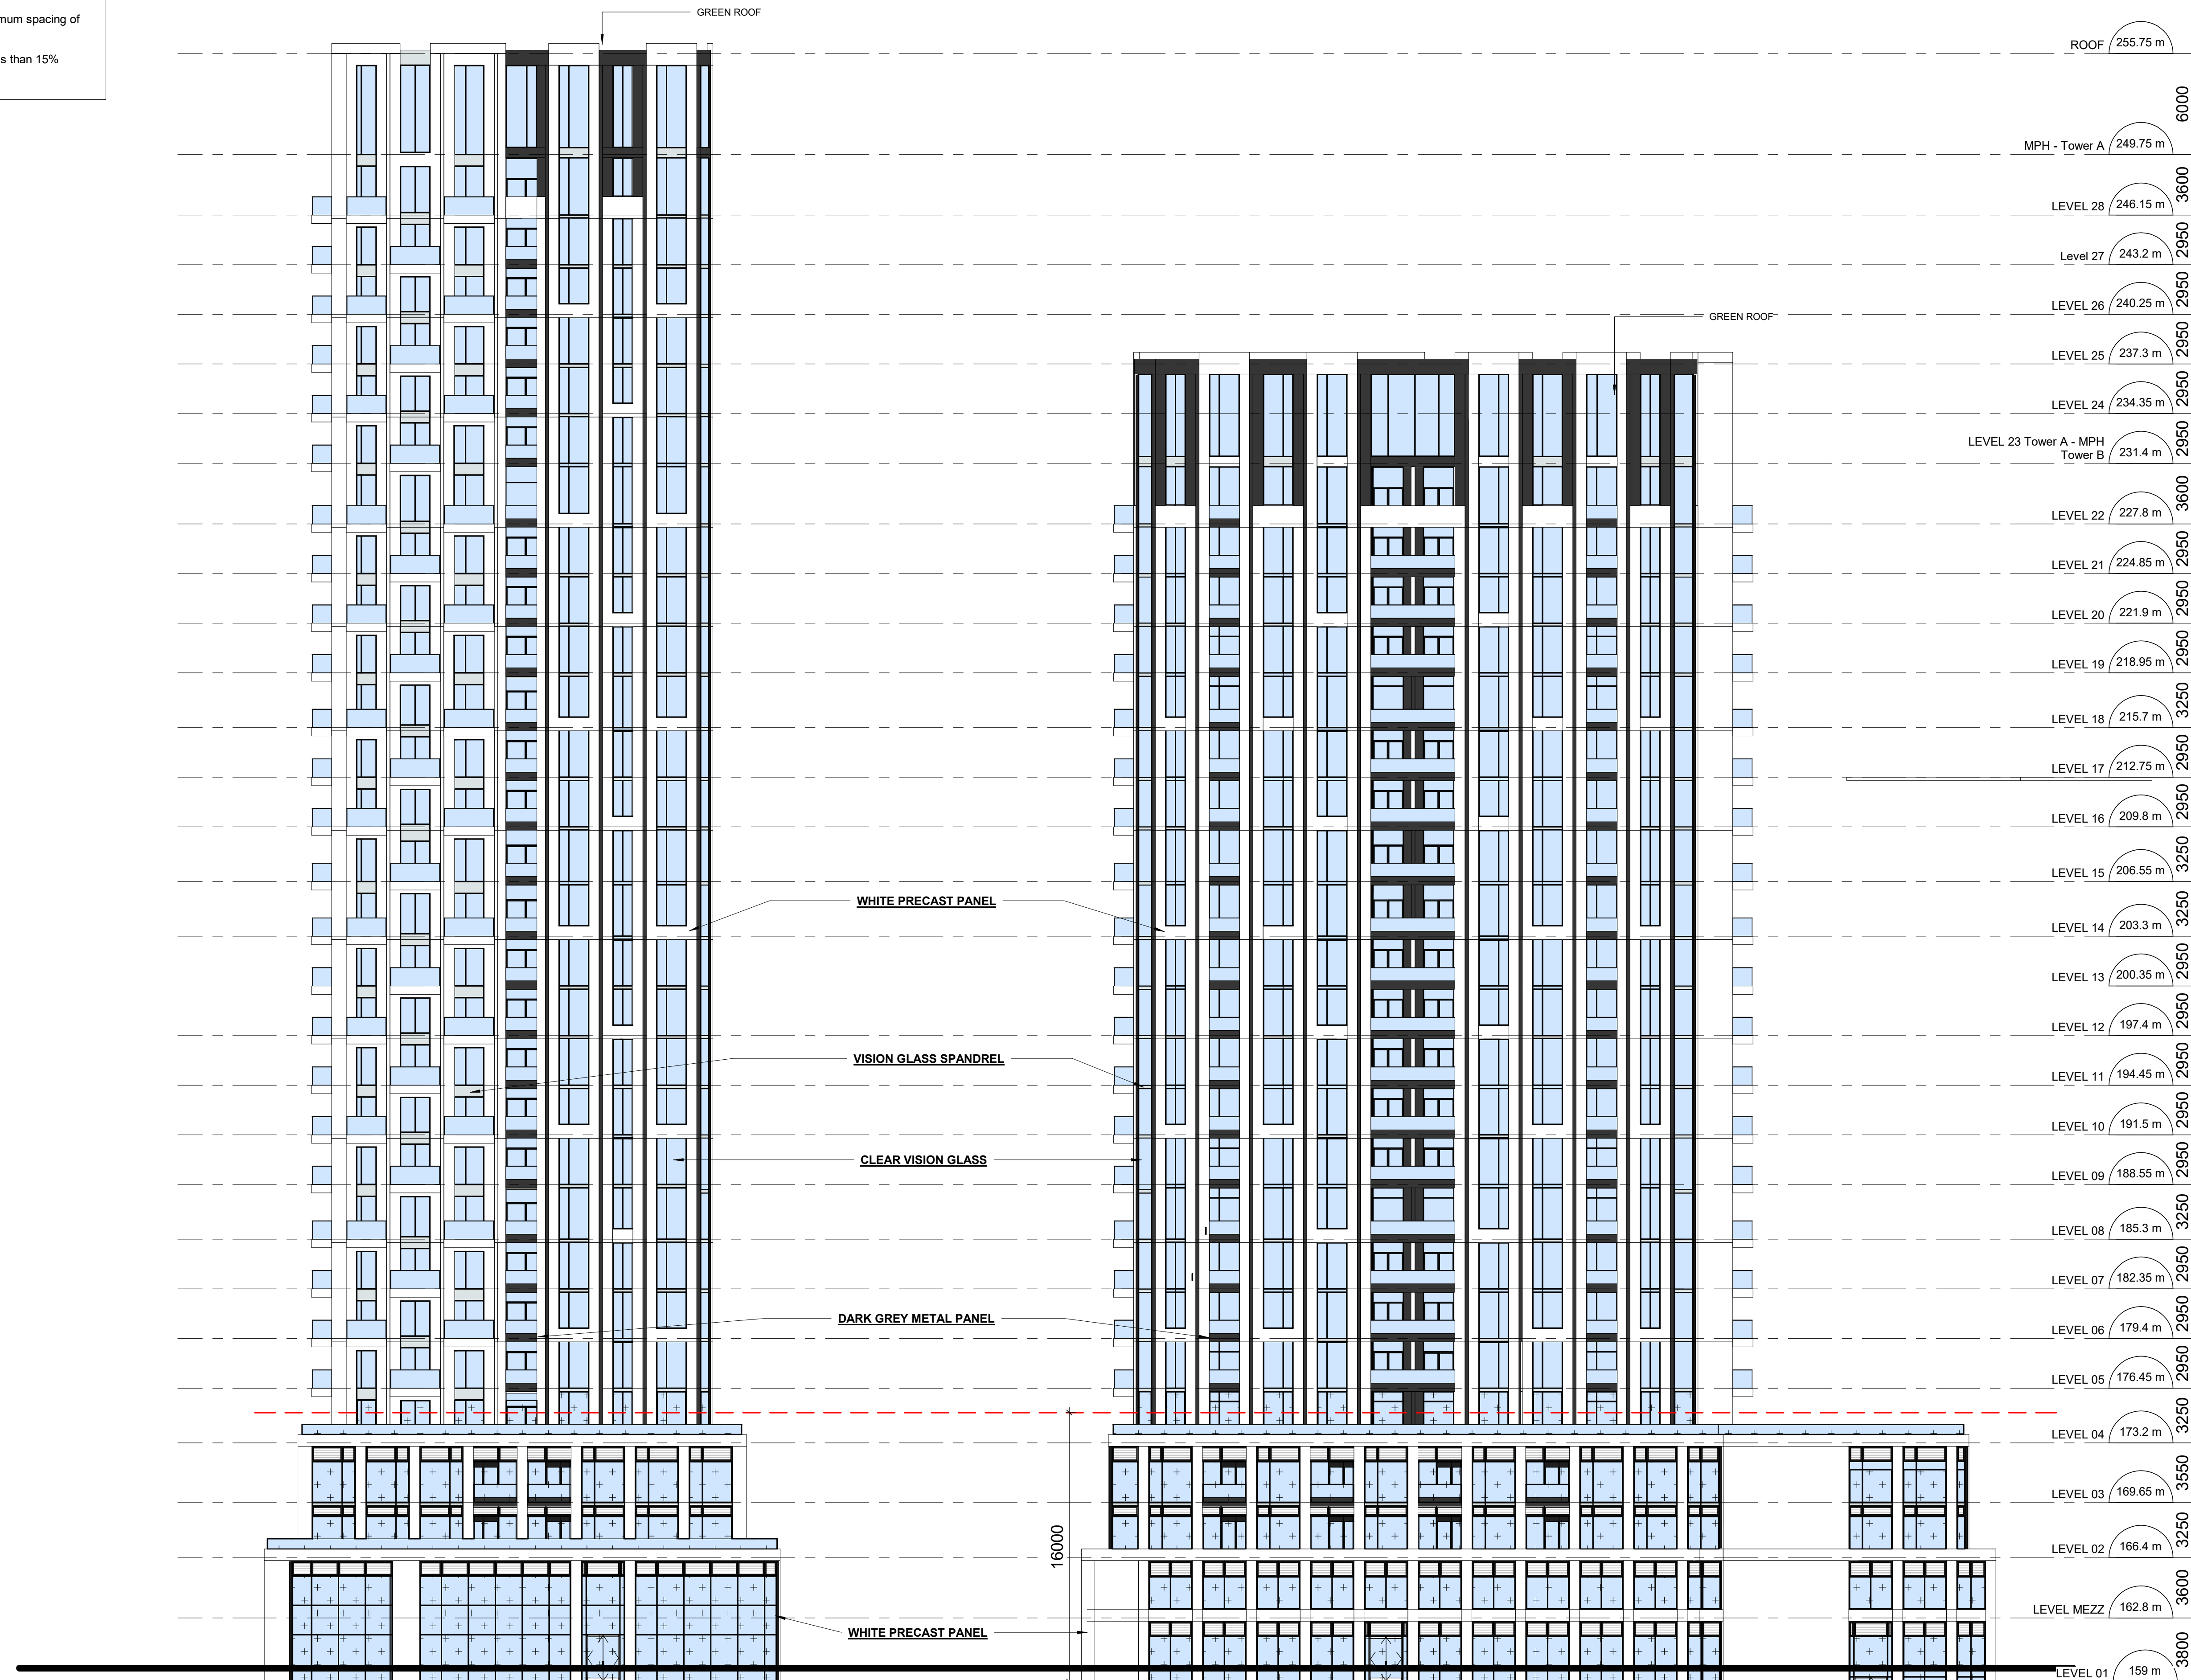 mum spacing of
s than 15%
GREEN ROOF
ROOF 255.75 m
6000
MPH - Tower A 249.75 m
3600
LEVEL 28 246.15 m
2950
Level 27 243.2 m
2950
LEVEL 26 240.25 m
2950
GREEN ROOF
LEVEL 25 237.3 m
2950
LEVEL 24 234.35 m
2950
LEVEL 23 Tower A - MPH
Tower B 231.4 m
3600
LEVEL 22 227.8 m
2950
LEVEL 21 224.85 m
2950
LEVEL 20 221.9 m
2950
LEVEL 19 218.95 m
3250
LEVEL 18 215.7 m
2950
LEVEL 17 212.75 m
2950
LEVEL 16 209.8 m
3250
LEVEL 15 206.55 m
WHITE PRECAST PANEL
3250
LEVEL 14 203.3 m
2950
LEVEL 13 200.35 m
2950
LEVEL 12 197.4 m
2950
VISION GLASS SPANDREL
LEVEL 11 194.45 m
2950
LEVEL 10 191.5 m
2950
CLEAR VISION GLASS
LEVEL 09 188.55 m
3250
LEVEL 08 185.3 m
2950
LEVEL 07 182.35 m
2950
DARK GREY METAL PANEL
LEVEL 06 179.4 m
2950
LEVEL 05 176.45 m
3250
LEVEL 04 173.2 m
3550
LEVEL 03 169.65 m
3250
16000
LEVEL 02 166.4 m
3600
LEVEL MEZZ 162.8 m
WHITE PRECAST PANEL
3800
LEVEL 01 159 m